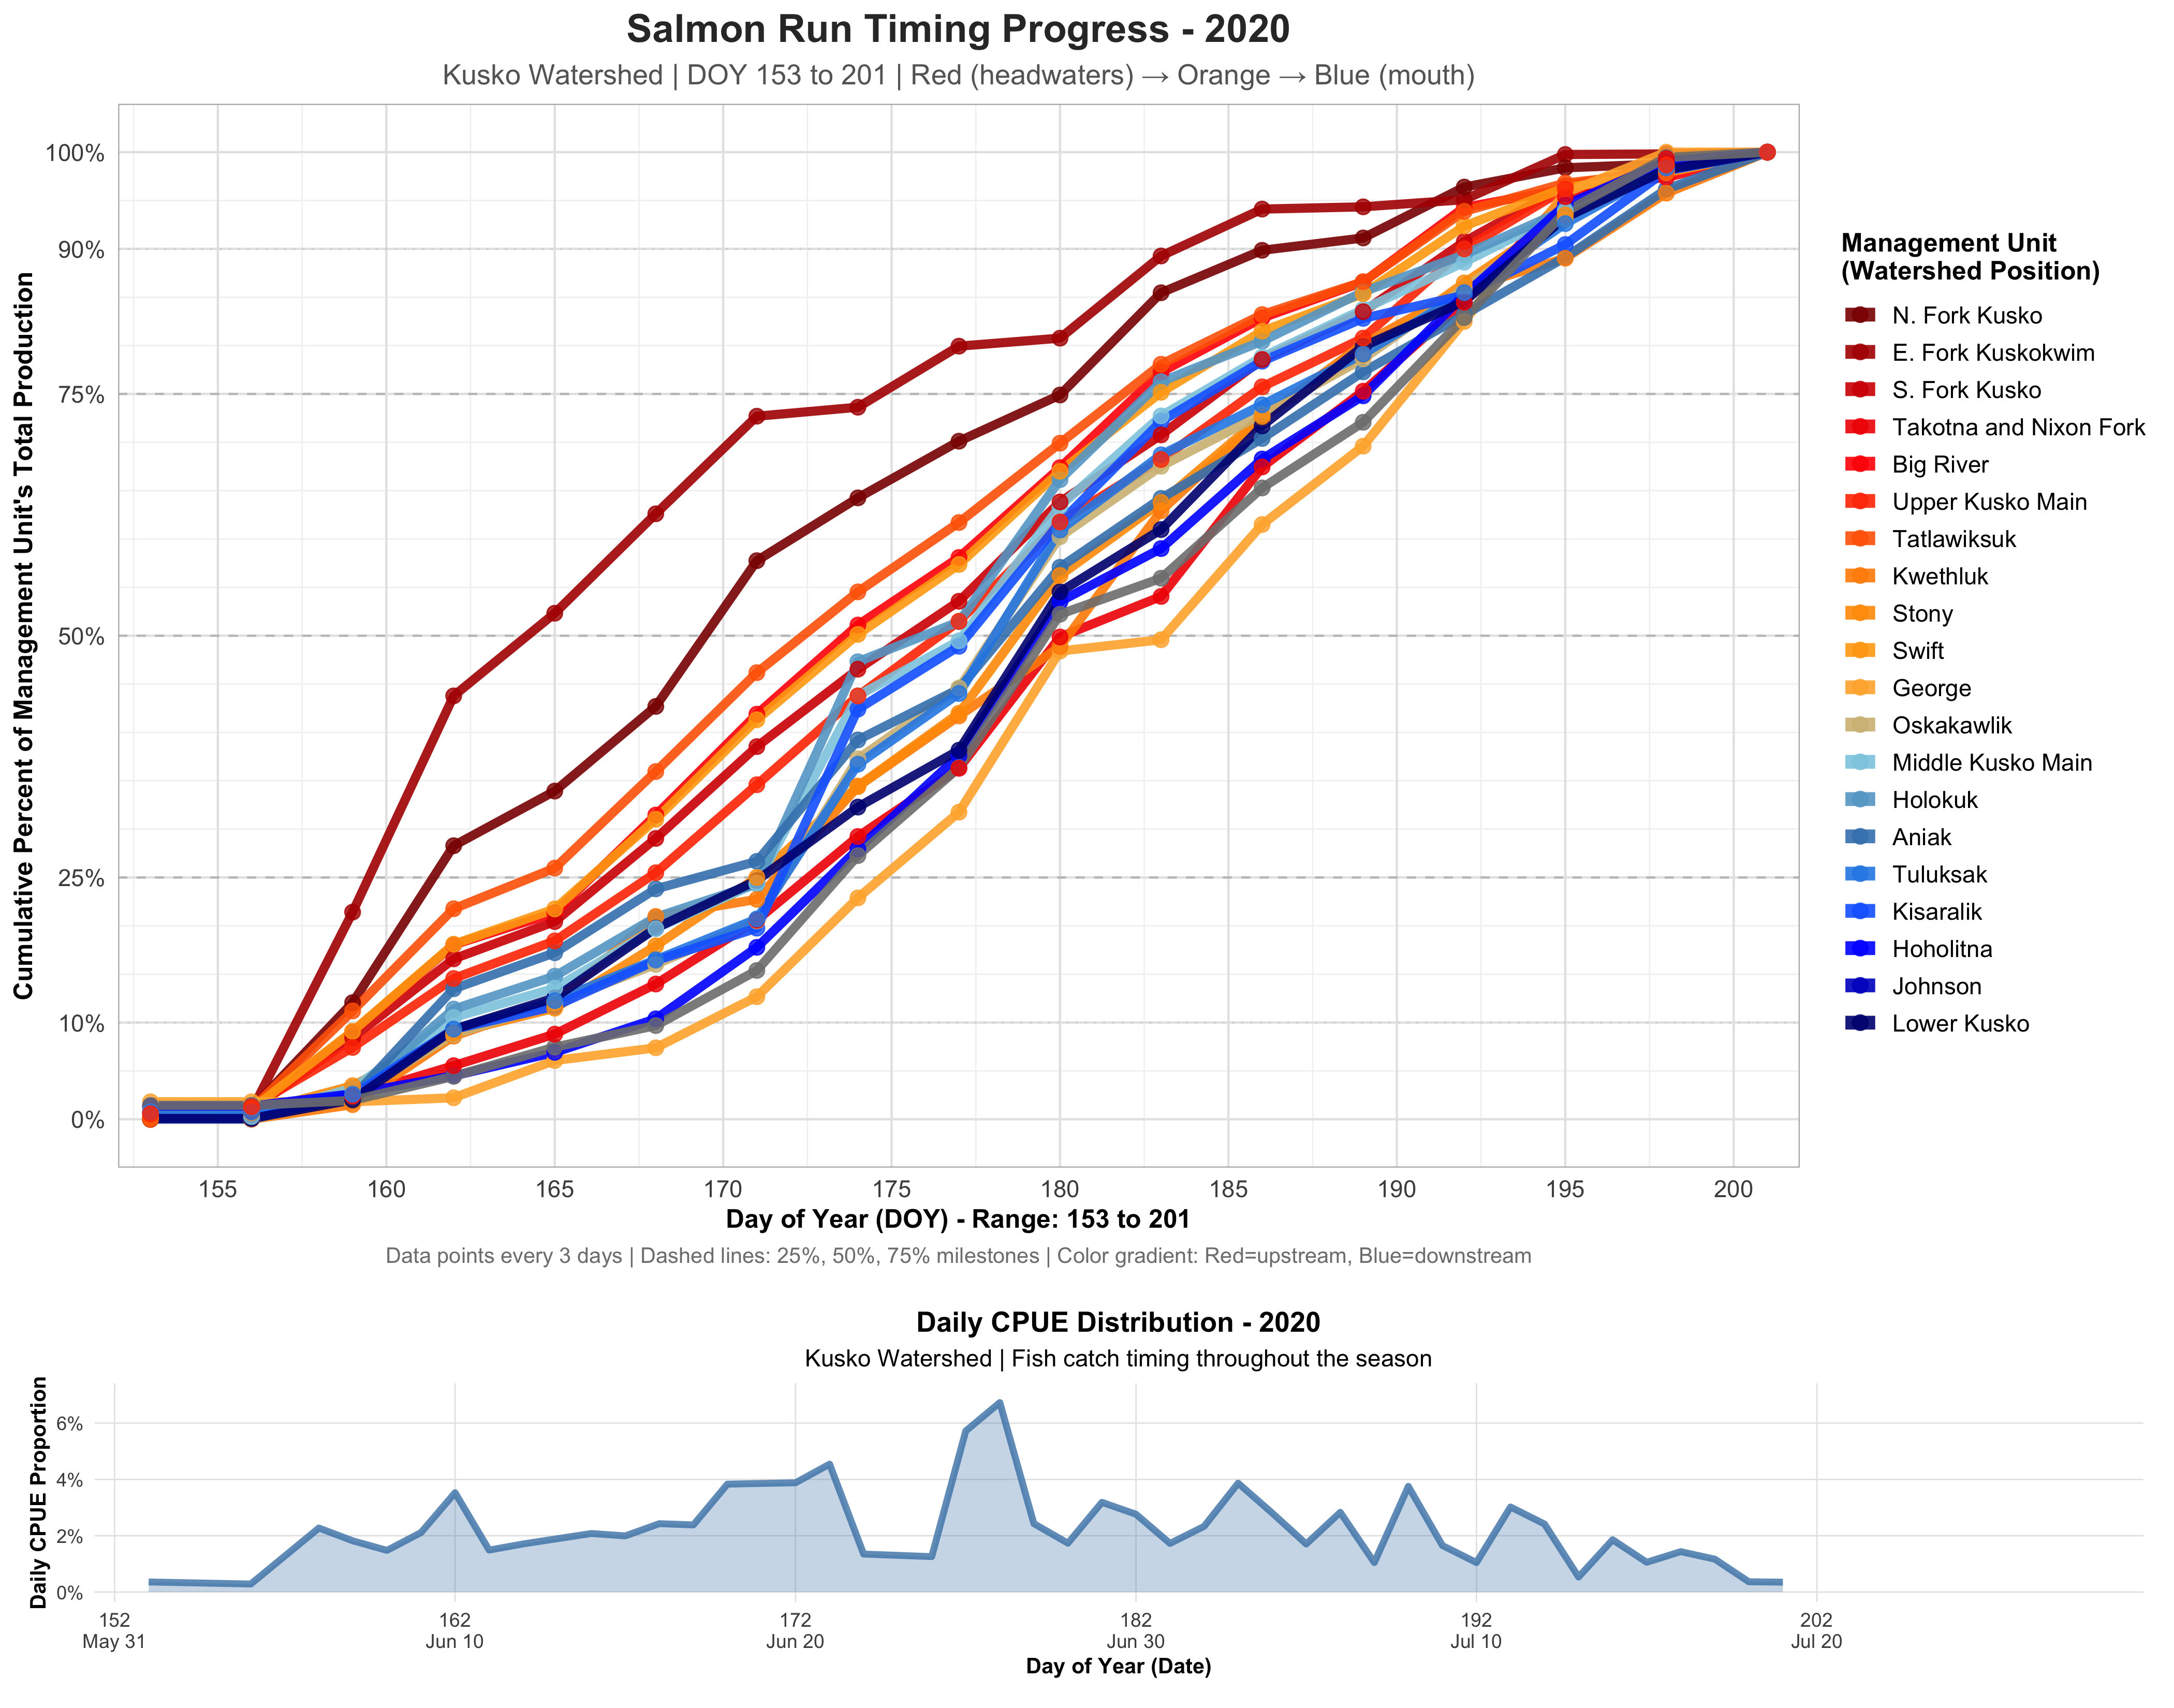 Salmon Run Timing Progress - 2020
Kusko Watershed | DOY 153 to 201 | Red (headwaters) → Orange → Blue (mouth)
Cumulative Percent of Management Unit's Total Production
100%
90%
75%
50%
25%
10%
0%
155 160 165 170 175 180 185 190 195 200
Day of Year (DOY) - Range: 153 to 201
Data points every 3 days | Dashed lines: 25%, 50%, 75% milestones | Color gradient: Red=upstream, Blue=downstream
Management Unit
(Watershed Position)
N. Fork Kusko
E. Fork Kuskokwim
S. Fork Kusko
Takotna and Nixon Fork
Big River
Upper Kusko Main
Tatlawiksuk
Kwethluk
Stony
Swift
George
Oskakawlik
Middle Kusko Main
Holokuk
Aniak
Tuluksak
Kisaralik
Hoholitna
Johnson
Lower Kusko
Daily CPUE Distribution - 2020
Kusko Watershed | Fish catch timing throughout the season
Daily CPUE Proportion
6%
4%
2%
0%
152 162 172 182 192 202
May 31 Jun 10 Jun 20 Jun 30 Jul 10 Jul 20
Day of Year (Date)